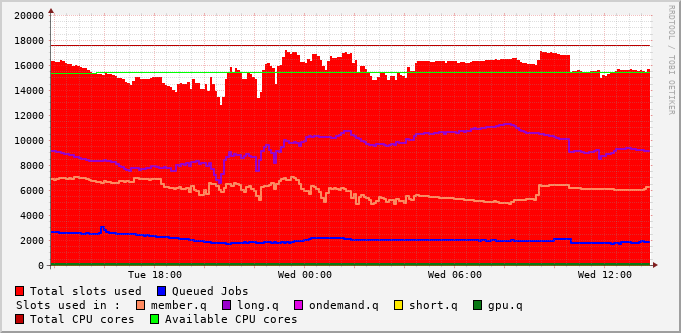 20000
18000
16000
14000
12000
10000
8000
6000
4000
2000
0
Tue 18:00 Wed 00:00 Wed 06:00 Wed 12:00
RRDTOOL / TOBI OETIKER
Total slots used Queued Jobs
Slots used in : member.q long.q ondemand.q short.q gpu.q
Total CPU cores Available CPU cores